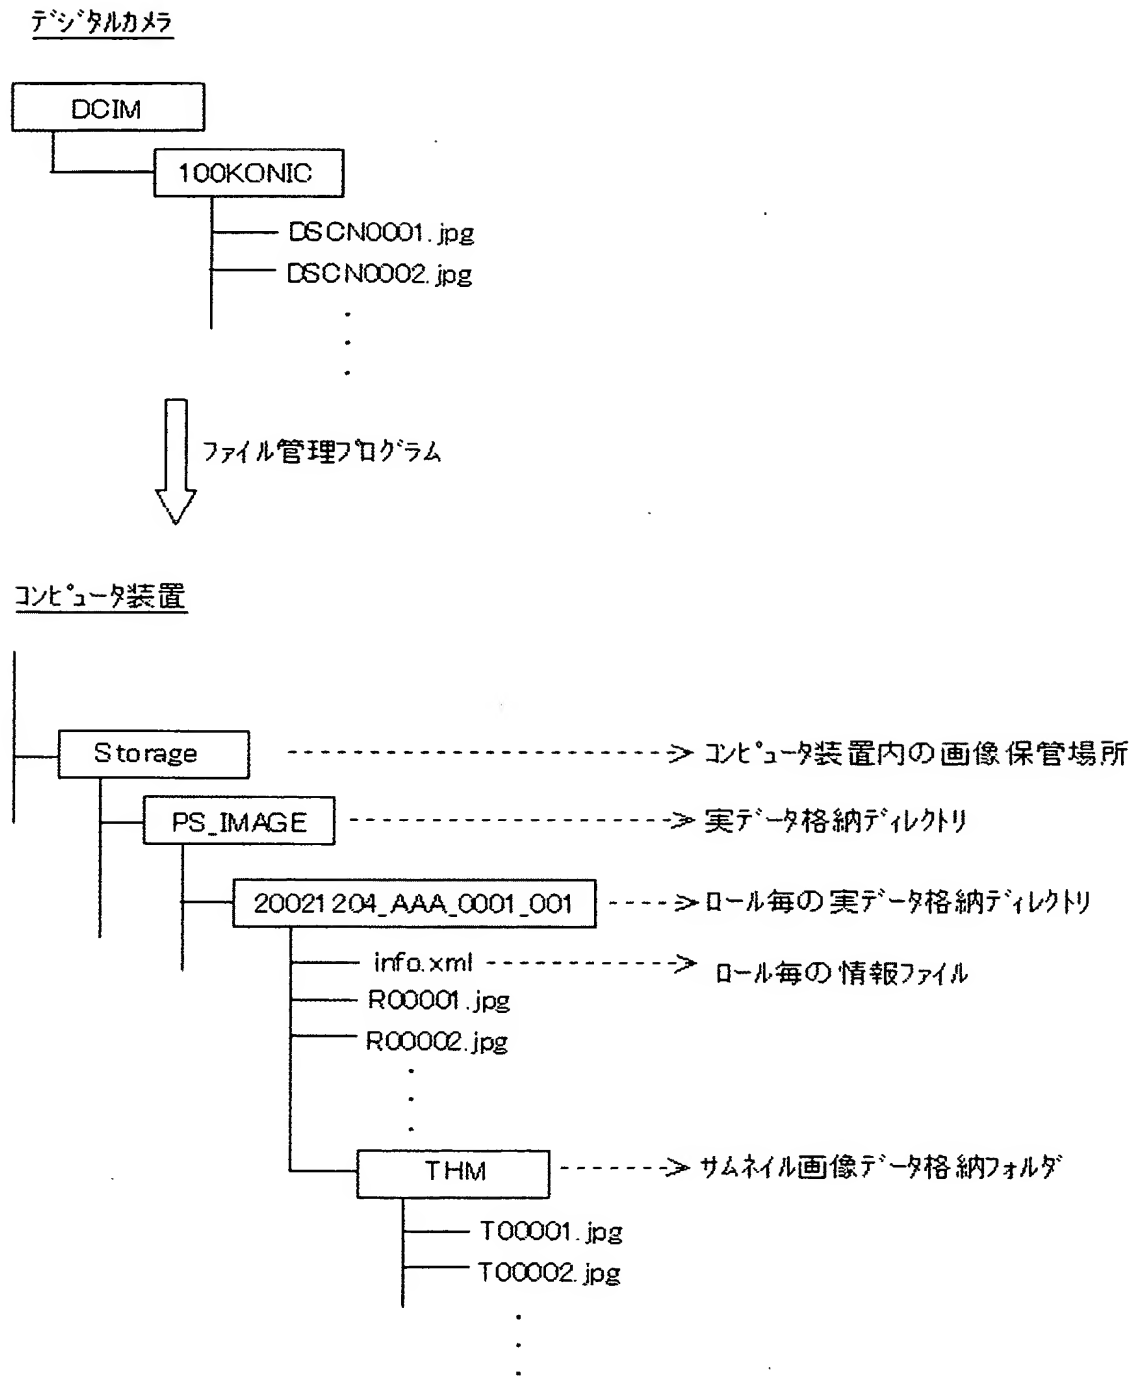 デジタルカメラ
DCIM
100KONIC
DSCN0001.jpg
DSCN0002.jpg
ファイル管理プログラム
コンピュータ装置
Storage
コンピュータ装置内の画像保管場所
PS_IMAGE
実データ格納ディレクトリ
20021204_AAA_0001_001
ロール毎の実データ格納ディレクトリ
info.xml
ロール毎の情報ファイル
R00001.jpg
R00002.jpg
THM
サムネイル画像データ格納フォルダ
T00001.jpg
T00002.jpg